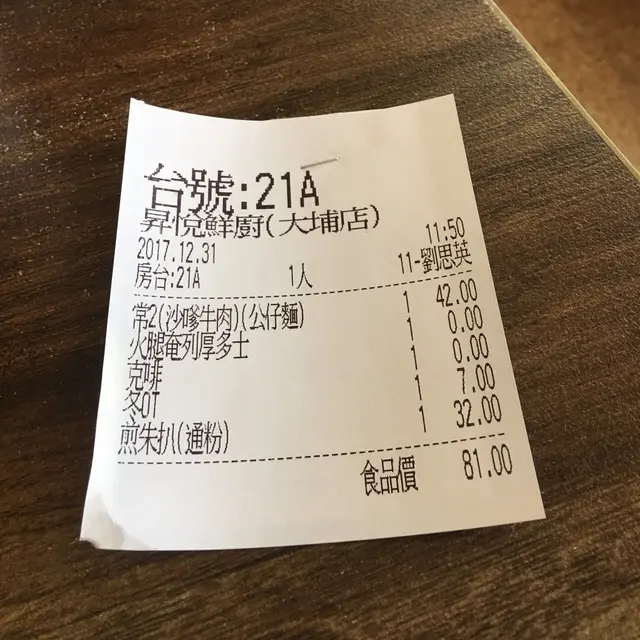 台號:21A
昇悅鮮廚(大埔店)
2017.12.31 11:50
房台:21A 1人 11-劉思英
常2(沙嗲牛肉)(公仔麵) 1 42.00
火腿奄列厚多士 1 0.00
克啡 1 0.00
冬OT 1 7.00
煎朱扒(通粉) 1 32.00
食品價 81.00